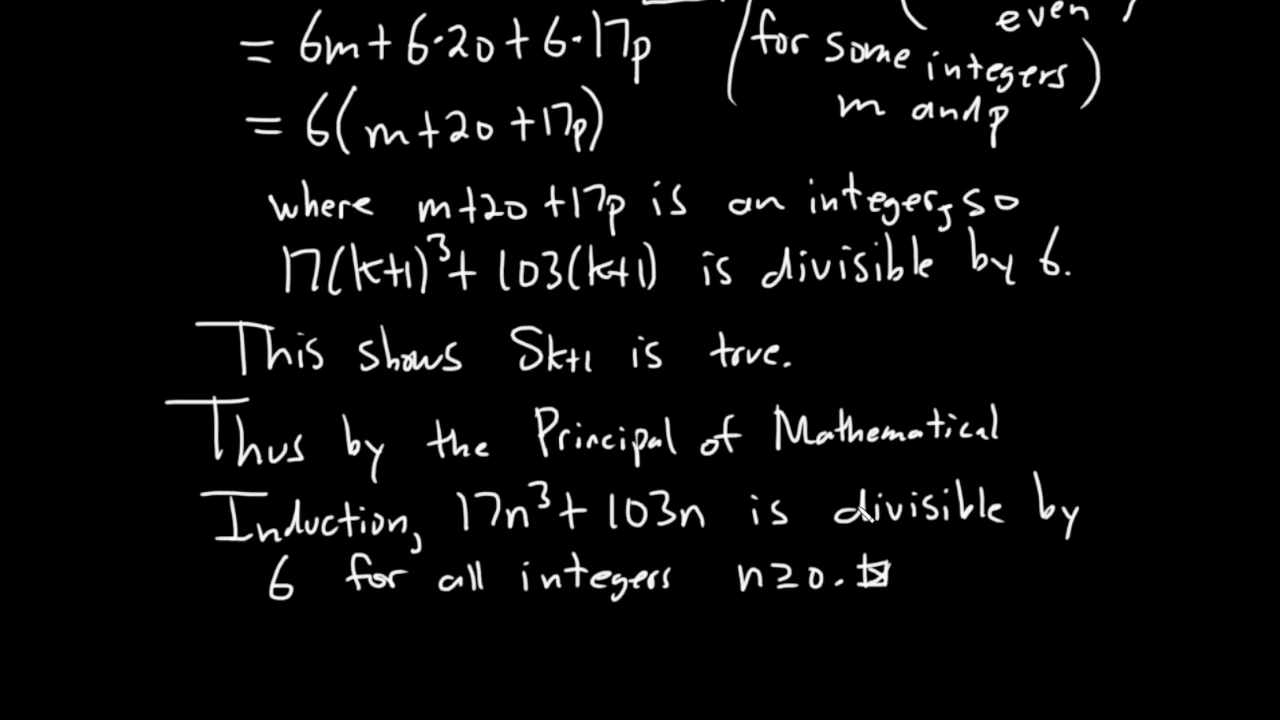 (even)
= 6m + 6·20 + 6·17p (for some integers m and p)
= 6(m+20+17p)
where m+20+17p is an integer, so
17(k+1)³ + 103(k+1) is divisible by 6.
This shows Sk+1 is true.
Thus by the Principal of Mathematical
Induction, 17n³ + 103n is divisible by
6 for all integers n≥0.